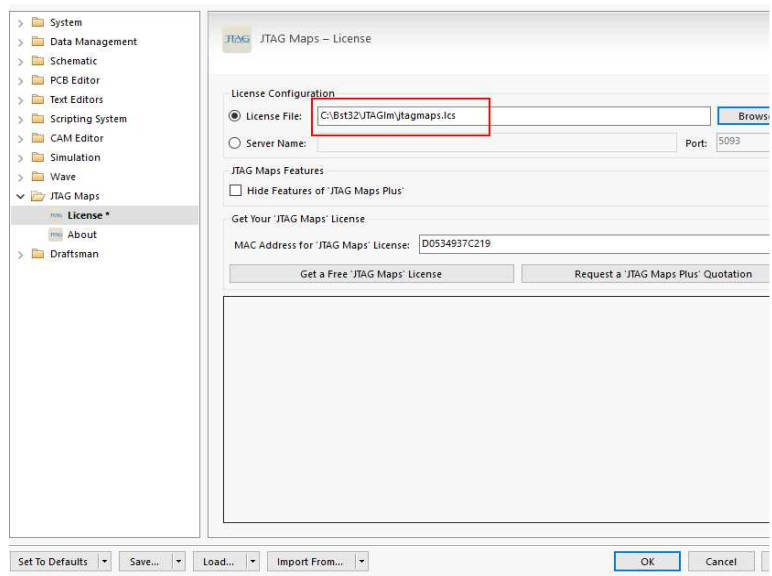 System
Data Management
Schematic
PCB Editor
Text Editors
Scripting System
CAM Editor
Simulation
Wave
JTAG Maps
License *
About
Draftsman
JTAG JTAG Maps – License
License Configuration
License File: C:\Bst32\JTAGlm\jtagmaps.lcs Browse
Server Name: Port: 5093
JTAG Maps Features
Hide Features of 'JTAG Maps Plus'
Get Your 'JTAG Maps' License
MAC Address for 'JTAG Maps' License: D0534937C219
Get a Free 'JTAG Maps' License Request a 'JTAG Maps Plus' Quotation
Set To Defaults Save... Load... Import From... OK Cancel